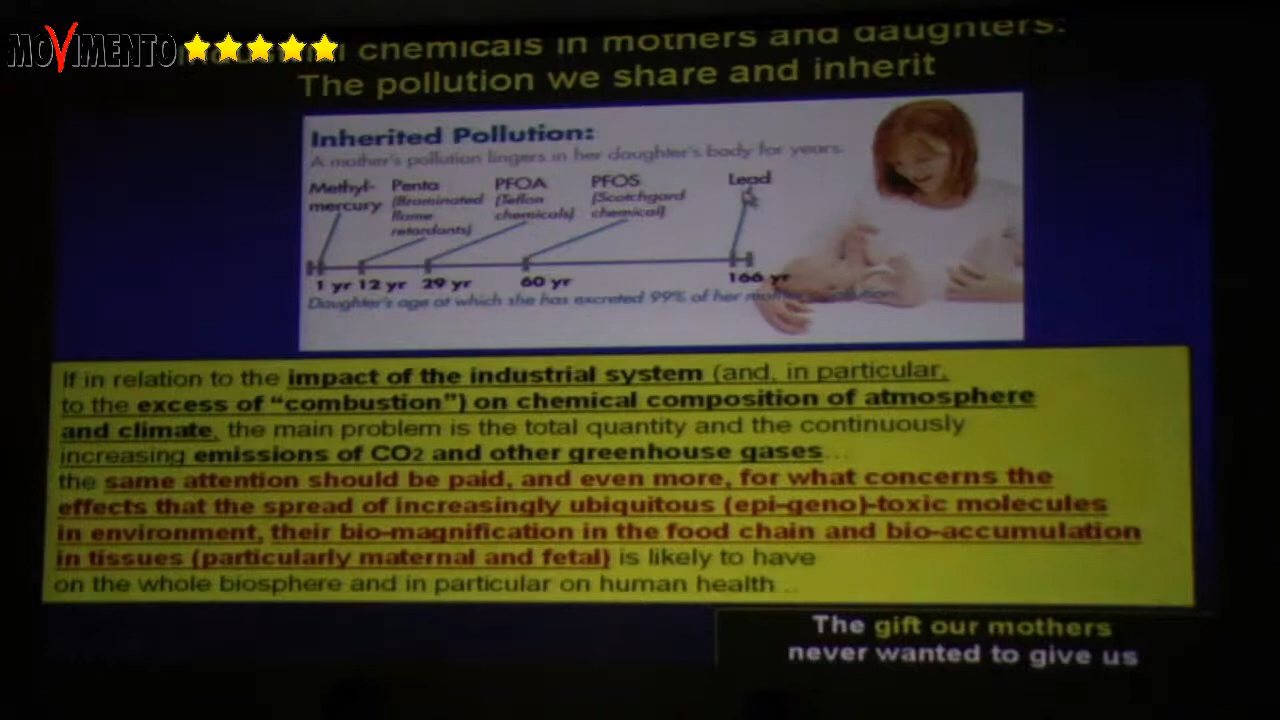 MOVIMENTO
chemicals in mothers and daughters:
The pollution we share and inherit
Inherited Pollution:
A mother's pollution lingers in her daughter's body for years.
Methyl-
mercury
Penta
(Brominated
flame
retardants)
PFOA
(Teflon
chemicals)
PFOS
(Scotchgard
chemical)
Lead
1 yr 12 yr 29 yr 60 yr 166 yr
Daughter's age at which she has excreted 99% of her mother's pollution
If in relation to the impact of the industrial system (and, in particular,
to the excess of “combustion”) on chemical composition of atmosphere
and climate, the main problem is the total quantity and the continuously
increasing emissions of CO2 and other greenhouse gases...
the same attention should be paid, and even more, for what concerns the
effects that the spread of increasingly ubiquitous (epi-geno)-toxic molecules
in environment, their bio-magnification in the food chain and bio-accumulation
in tissues (particularly maternal and fetal) is likely to have
on the whole biosphere and in particular on human health...
The gift our mothers
never wanted to give us